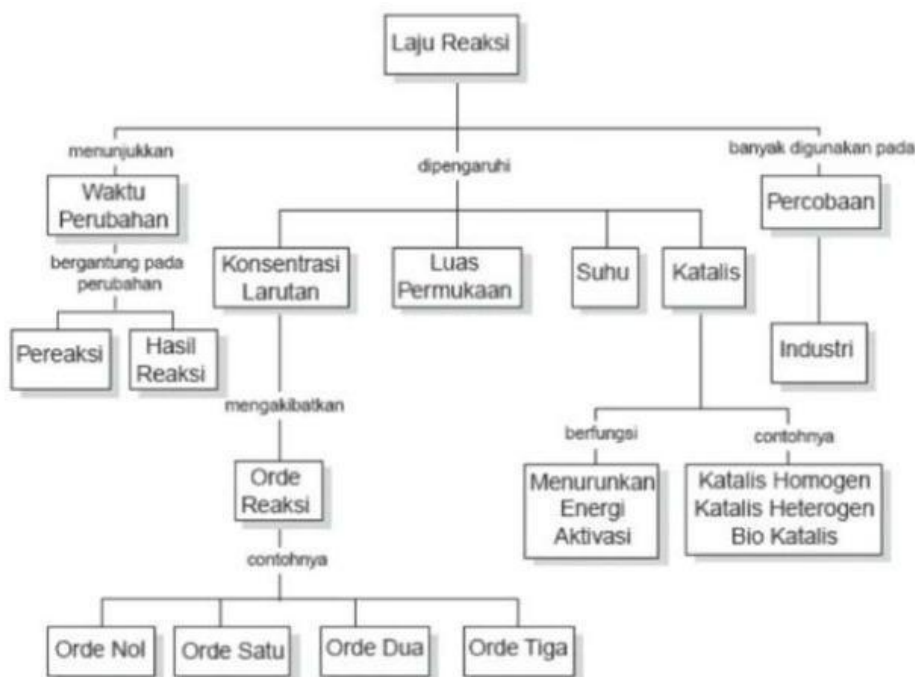 Laju Reaksi
menunjukkan
dipengaruhi
banyak digunakan pada
Waktu
Perubahan
Percobaan
bergantung pada
perubahan
Konsentrasi
Larutan
Luas
Permukaan
Suhu
Katalis
Pereaksi
Hasil
Reaksi
Industri
mengakibatkan
berfungsi
contohnya
Orde
Reaksi
Menurunkan
Energi
Aktivasi
Katalis Homogen
Katalis Heterogen
Bio Katalis
contohnya
Orde Nol
Orde Satu
Orde Dua
Orde Tiga